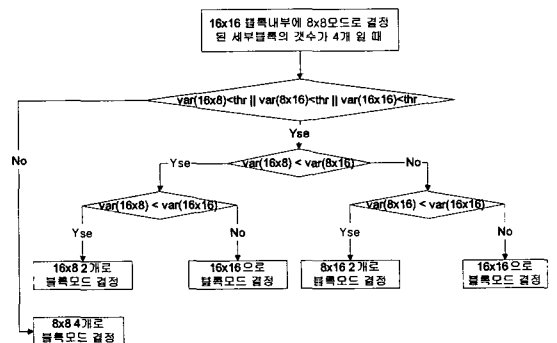 16x16 블록내부에 8x8모드로 결정
된 세부블록의 갯수가 4개 일 때
var(16x8)<thr || var(8x16)<thr || var(16x16)<thr
Yse
No
var(16x8) < var(8x16)
Yse
No
var(16x8) < var(16x16)
var(8x16) < var(16x16)
Yse
No
Yse
No
16x8 2개로
블록모드 결정
16x16으로
블록모드 결정
8x16 2개로
블록모드 결정
16x16으로
블록모드 결정
8x8 4개로
블록모드 결정